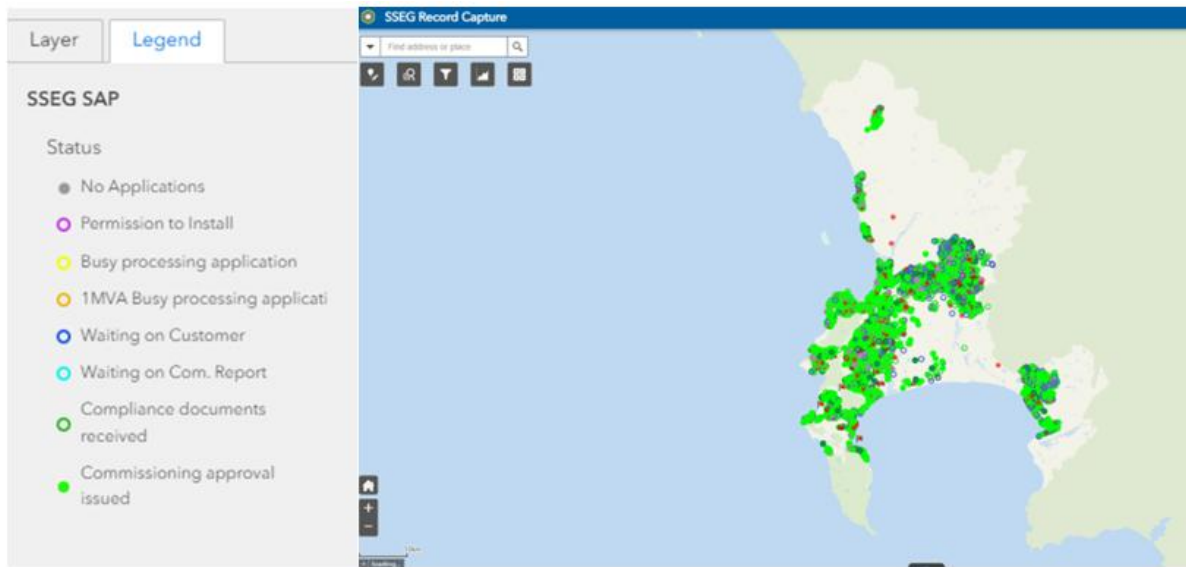 Layer
Legend
SSEG SAP
Status
No Applications
Permission to Install
Busy processing application
1MVA Busy processing applicati
Waiting on Customer
Waiting on Com. Report
Compliance documents
received
Commissioning approval
issued
SSEG Record Capture
Find address or place